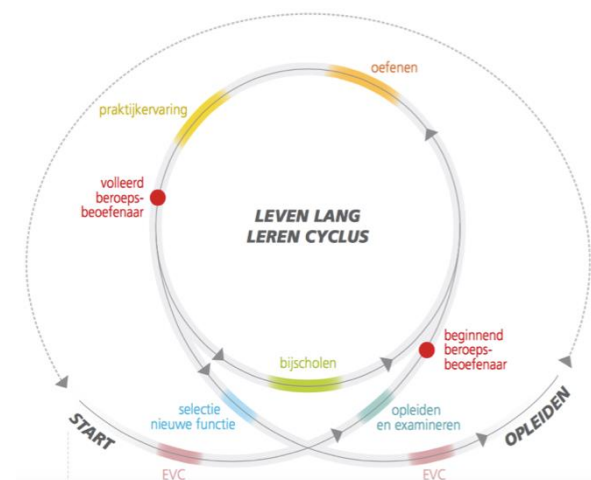 oefenen
praktijkervaring
volleerd
beroeps-
beoefenaar
LEVEN LANG
LEREN CYCLUS
beginnend
beroeps-
beoefenaar
bijscholen
selectie
nieuwe functie
opleiden
en examineren
START
OPLEIDEN
EVC
EVC